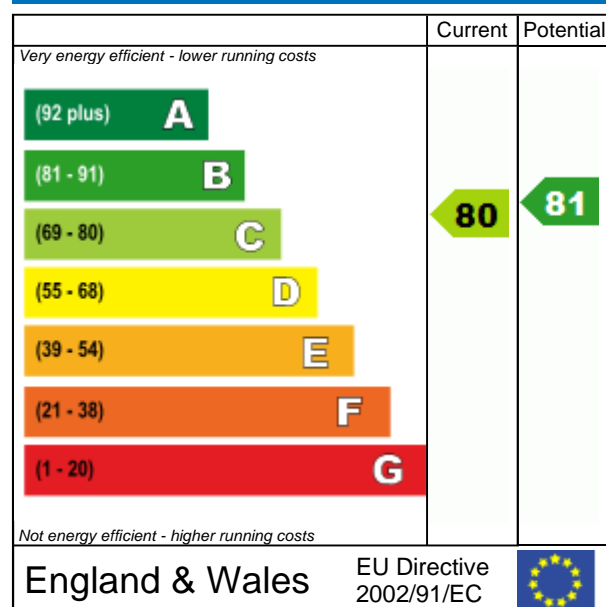 Current Potential
Very energy efficient - lower running costs
(92 plus) A
(81 - 91) B
(69 - 80) C
(55 - 68) D
(39 - 54) E
(21 - 38) F
(1 - 20) G
80
81
Not energy efficient - higher running costs
England & Wales
EU Directive
2002/91/EC